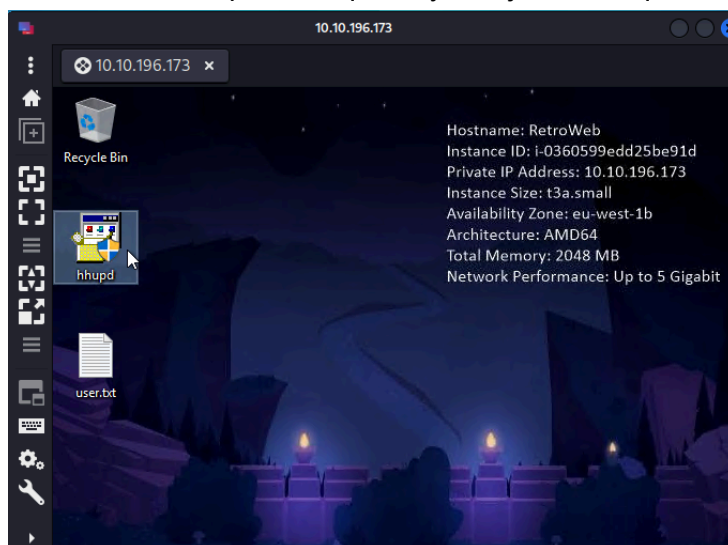 10.10.196.173
10.10.196.173
Recycle Bin
hhupd
user.txt
Hostname: RetroWeb
Instance ID: i-0360599edd25be91d
Private IP Address: 10.10.196.173
Instance Size: t3a.small
Availability Zone: eu-west-1b
Architecture: AMD64
Total Memory: 2048 MB
Network Performance: Up to 5 Gigabit